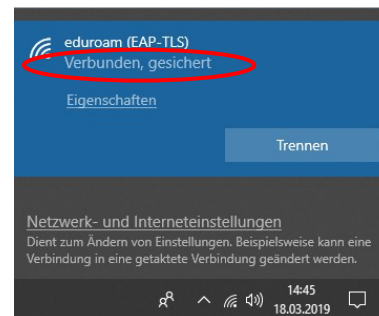 eduroam (EAP-TLS)
Verbunden, gesichert
Eigenschaften
Trennen
Netzwerk- und Interneteinstellungen
Dient zum Ändern von Einstellungen. Beispielsweise kann eine
Verbindung in eine getaktete Verbindung geändert werden.
14:45
18.03.2019